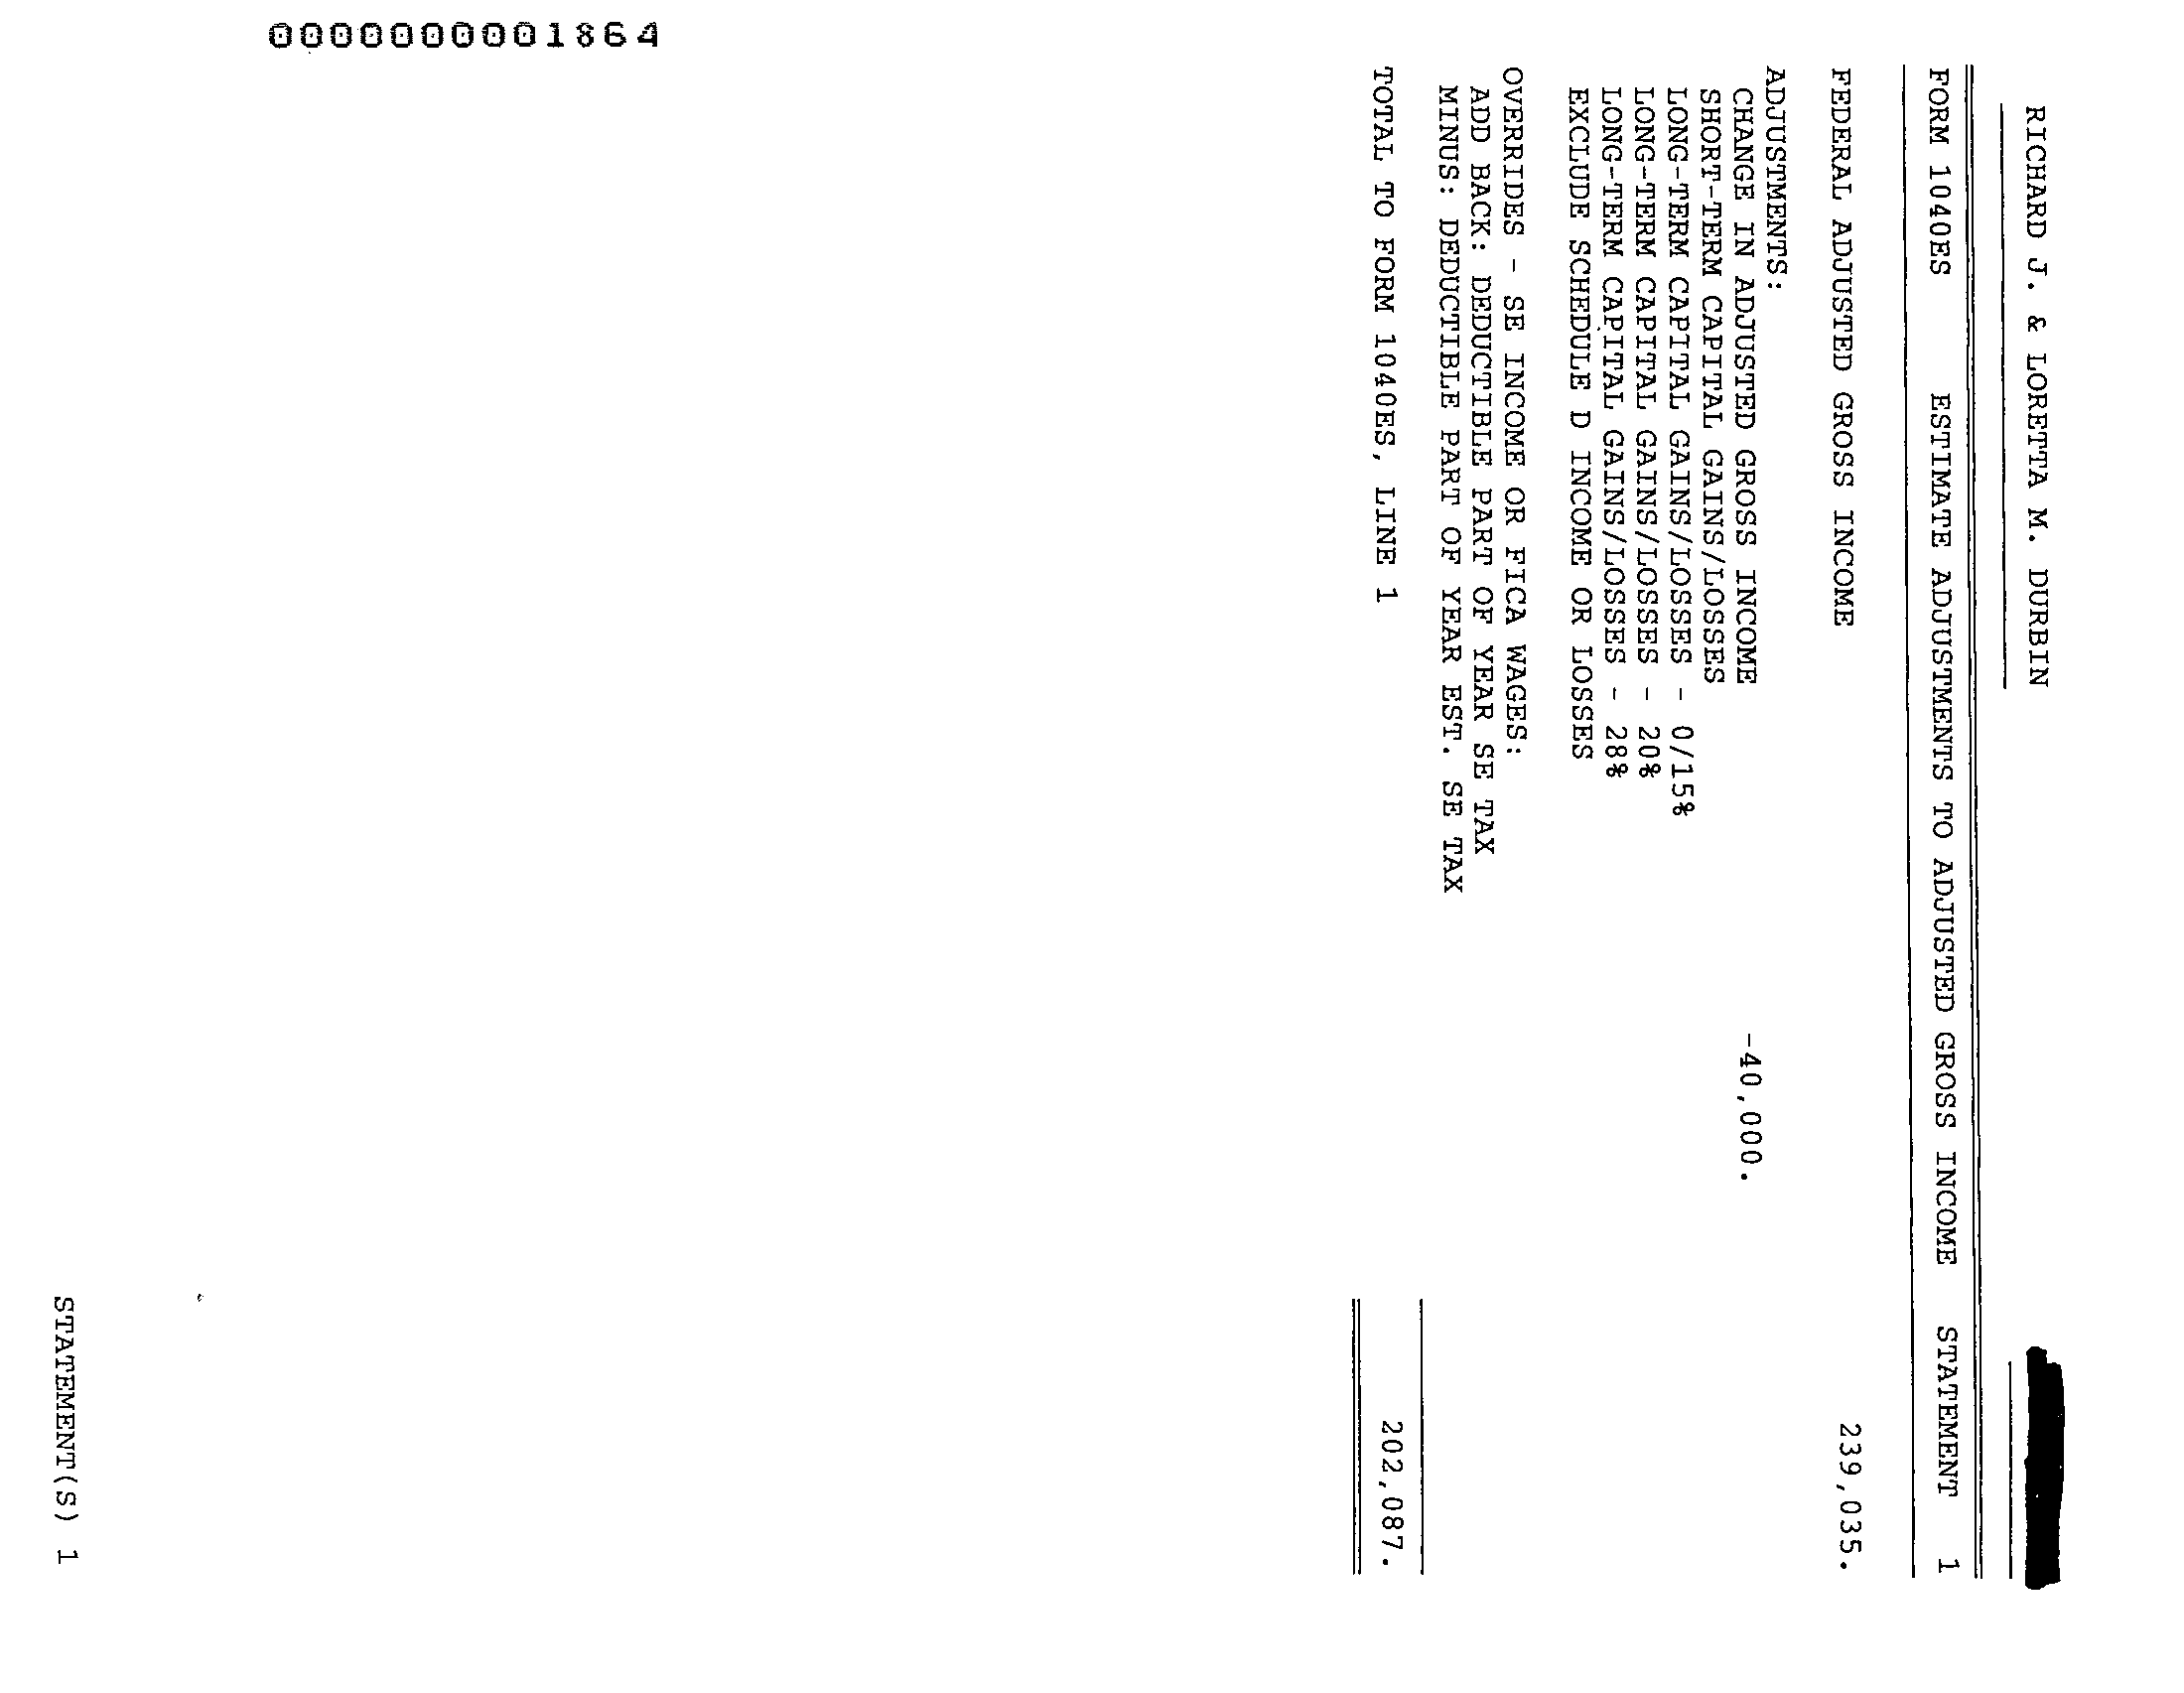 RICHARD J. & LORETTA M. DURBIN
FORM 1040ES ESTIMATE ADJUSTMENTS TO ADJUSTED GROSS INCOME STATEMENT 1
FEDERAL ADJUSTED GROSS INCOME 239,035.
ADJUSTMENTS:
CHANGE IN ADJUSTED GROSS INCOME -40,000.
SHORT-TERM CAPITAL GAINS/LOSSES
LONG-TERM CAPITAL GAINS/LOSSES - 0/15%
LONG-TERM CAPITAL GAINS/LOSSES - 20%
LONG-TERM CAPITAL GAINS/LOSSES - 28%
EXCLUDE SCHEDULE D INCOME OR LOSSES
OVERRIDES - SE INCOME OR FICA WAGES:
ADD BACK: DEDUCTIBLE PART OF YEAR SE TAX
MINUS: DEDUCTIBLE PART OF YEAR EST. SE TAX
TOTAL TO FORM 1040ES, LINE 1 202,087.
STATEMENT(S) 1
0000000001864